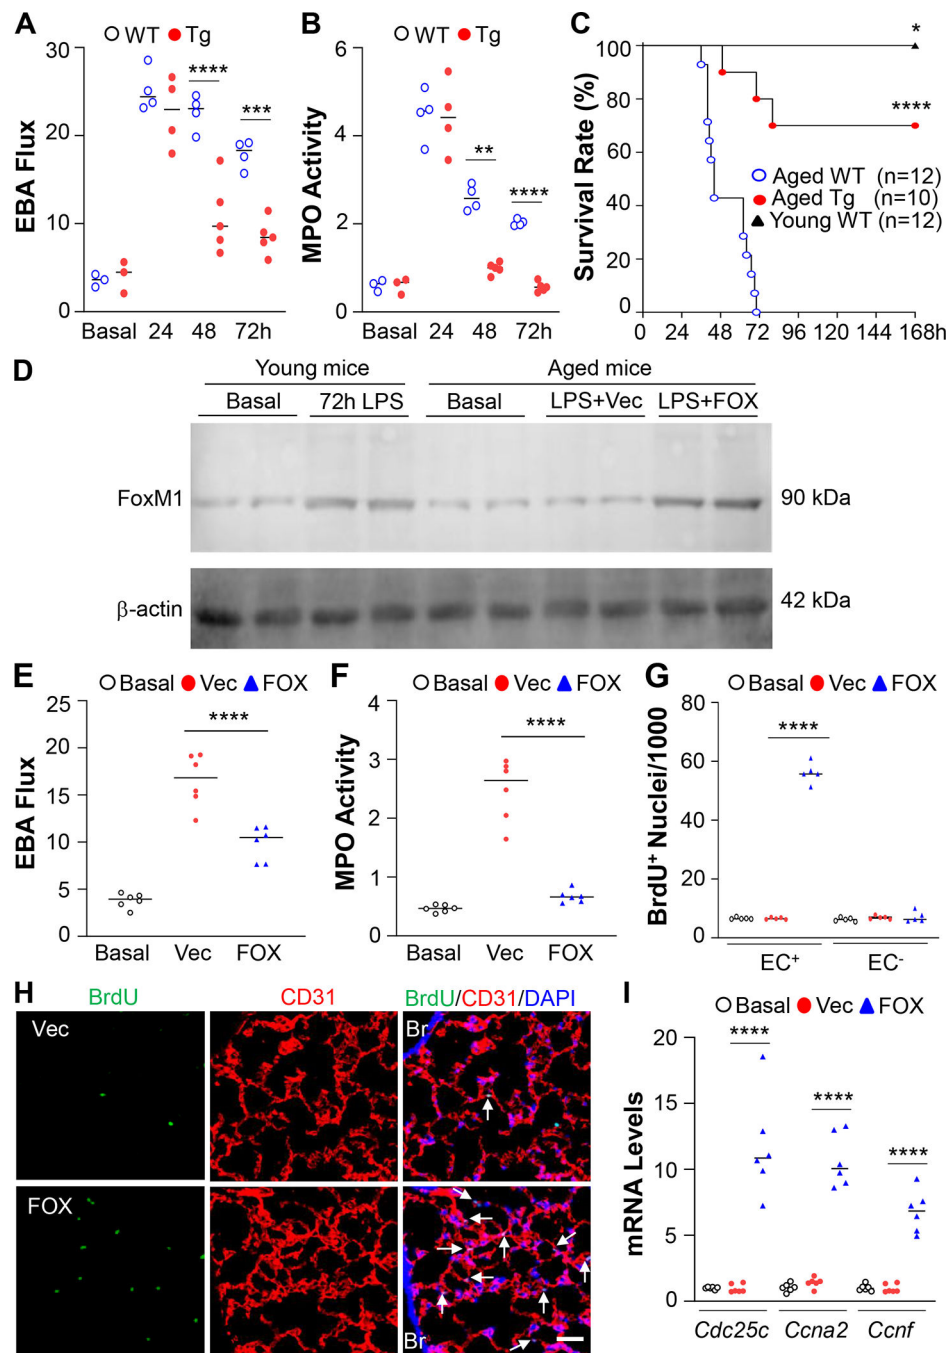 A
WT Tg
EBA Flux
30
20
10
0
****
***
Basal 24 48 72h
B
WT Tg
MPO Activity
6
4
2
0
**
****
Basal 24 48 72h
C
Survival Rate (%)
100
80
60
40
20
0
*
****
Aged WT (n=12)
Aged Tg (n=10)
Young WT (n=12)
0 24 48 72 96 120 144 168h
D
Young mice Aged mice
Basal 72h LPS Basal LPS+Vec LPS+FOX
FoxM1 90 kDa
β-actin 42 kDa
E
Basal Vec FOX
EBA Flux
25
20
15
10
5
0
****
Basal Vec FOX
F
Basal Vec FOX
MPO Activity
4
3
2
1
0
****
Basal Vec FOX
G
Basal Vec FOX
BrdU+ Nuclei/1000
80
60
40
20
0
****
EC+ EC-
H
BrdU CD31 BrdU/CD31/DAPI
Vec Br
FOX
Br
I
Basal Vec FOX
mRNA Levels
20
15
10
5
0
****
****
****
Cdc25c Ccna2 Ccnf